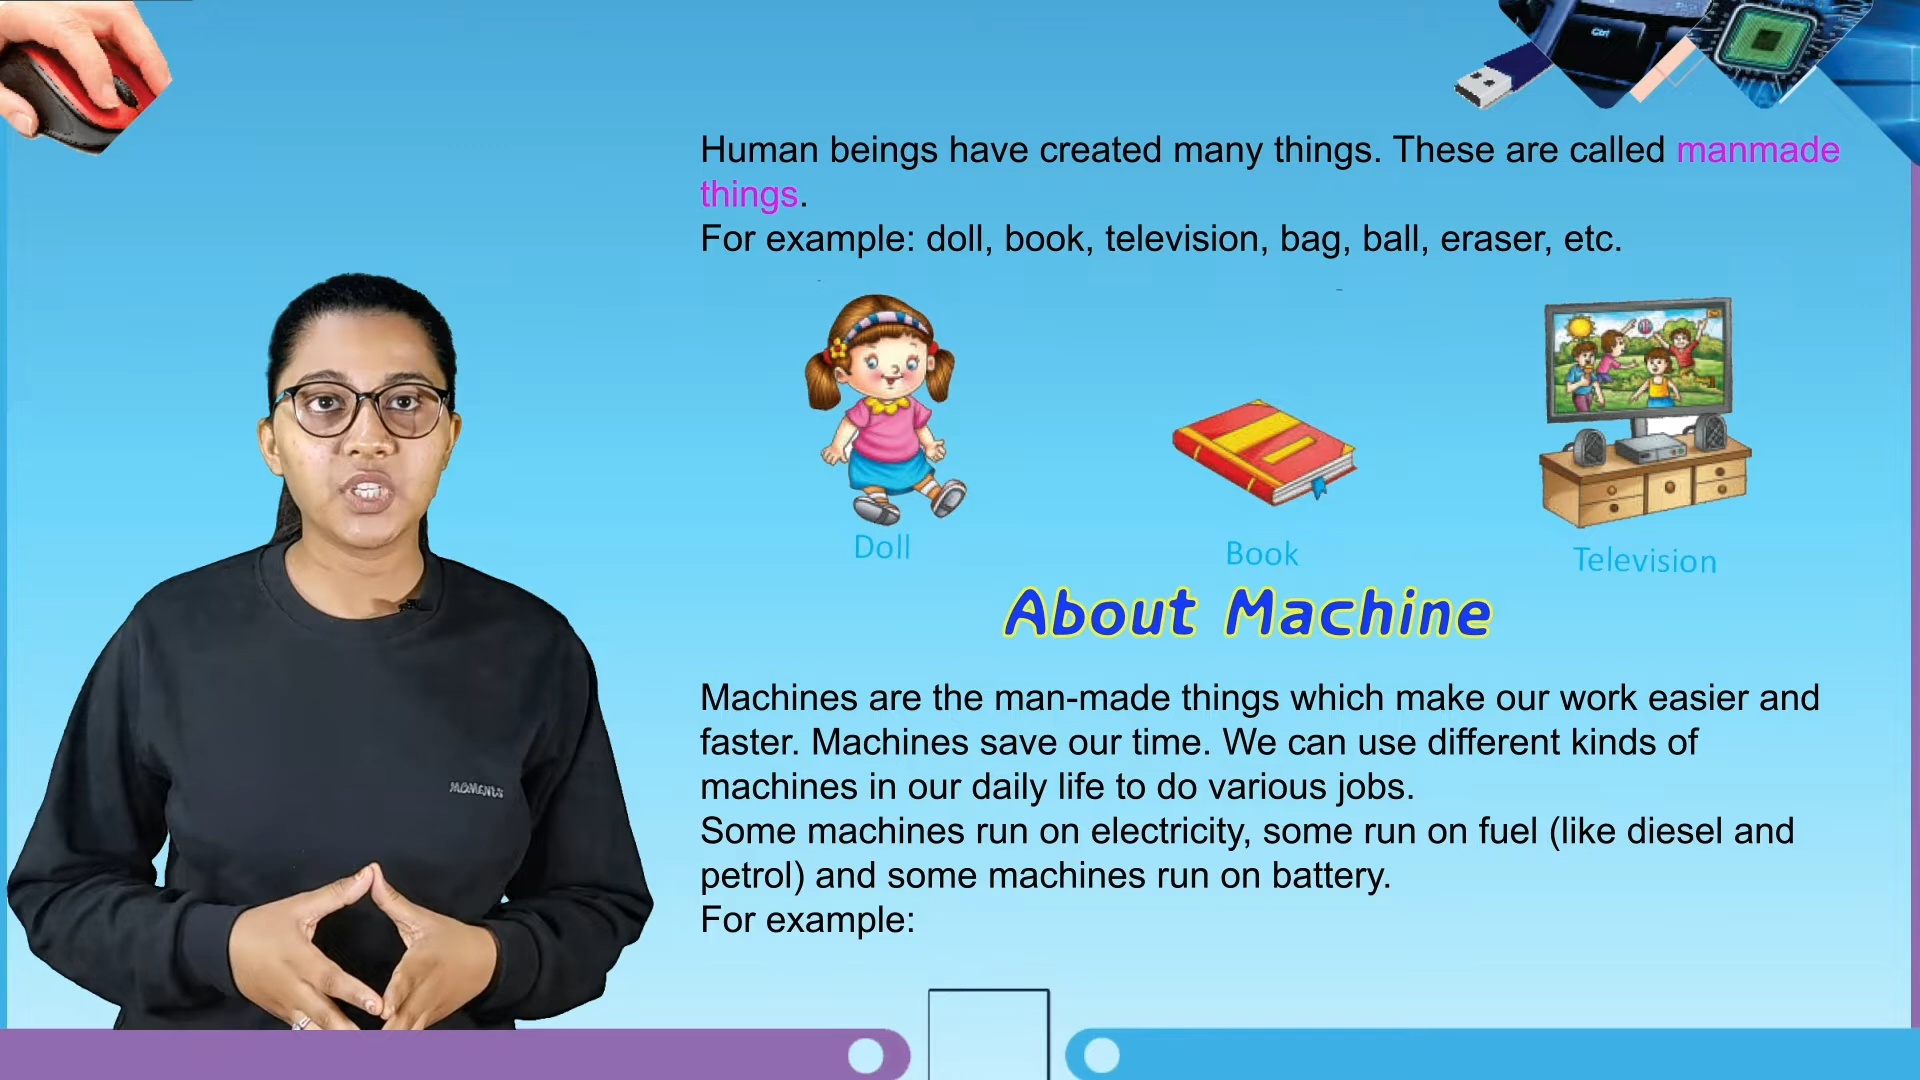 Ctrl
Human beings have created many things. These are called manmade
things.
For example: doll, book, television, bag, ball, eraser, etc.
Doll
Book
Television
About Machine
Machines are the man-made things which make our work easier and
faster. Machines save our time. We can use different kinds of
machines in our daily life to do various jobs.
Some machines run on electricity, some run on fuel (like diesel and
petrol) and some machines run on battery.
For example:
MOMENTS